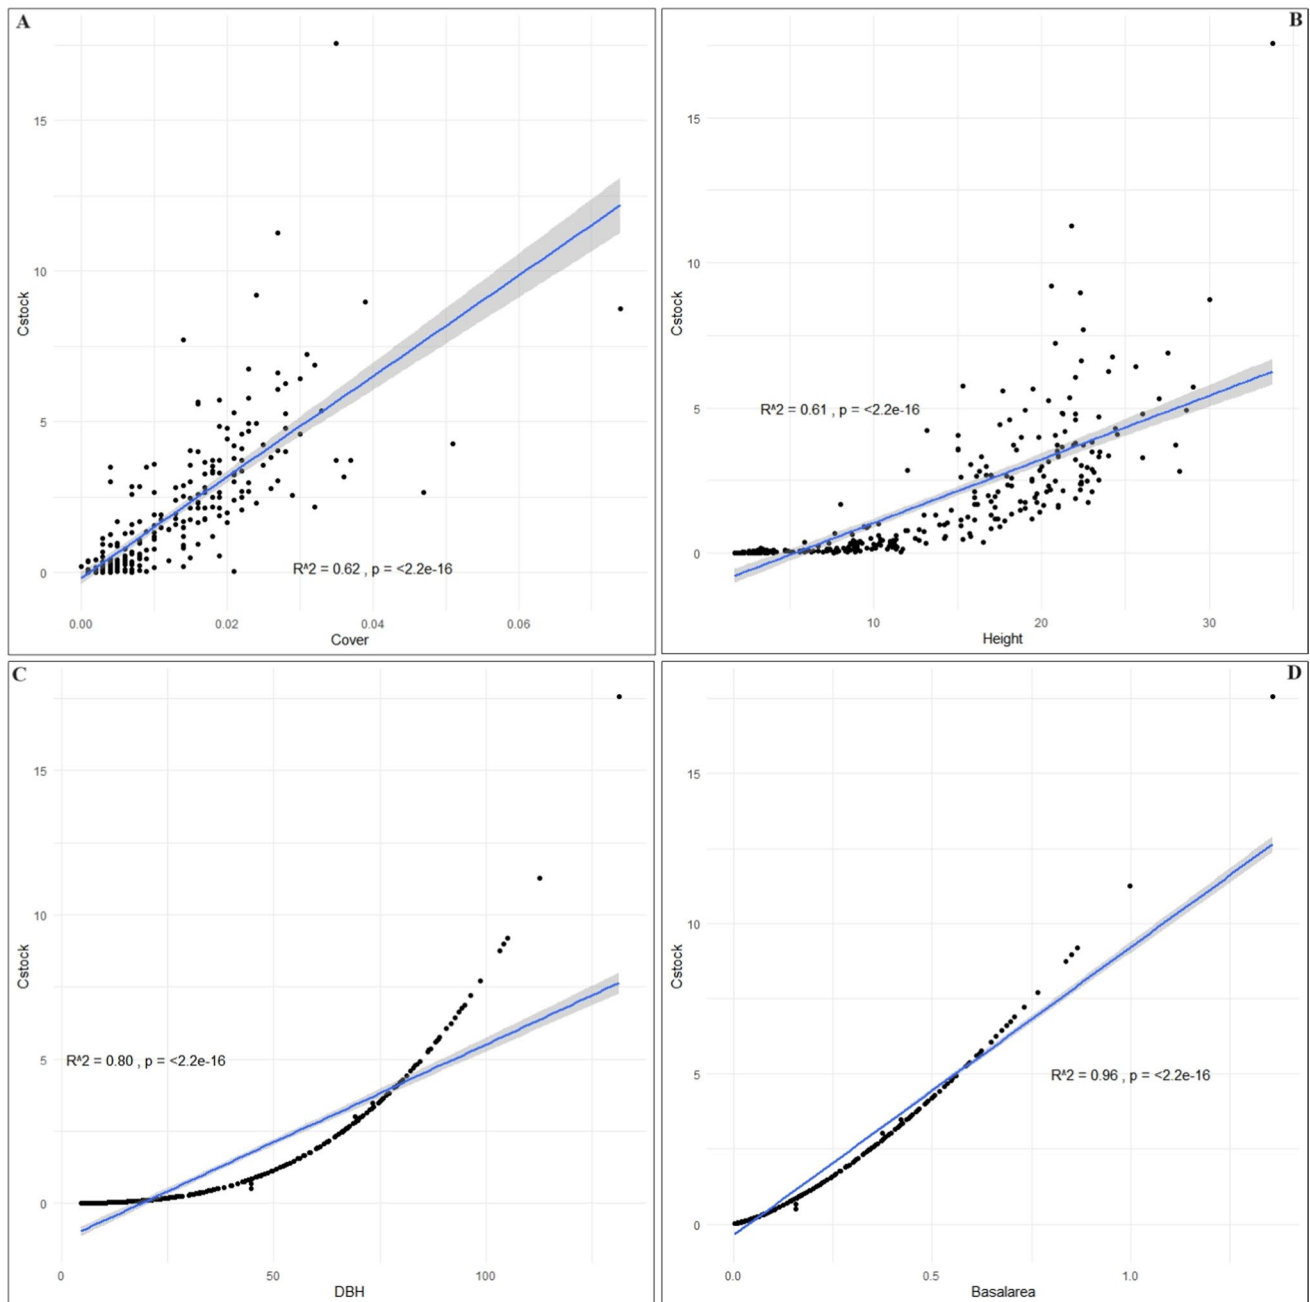 A
15
10
5
0
Cstock
R^2 = 0.62 , p = <2.2e-16
0.00 0.02 0.04 0.06
Cover
B
15
10
5
0
Cstock
R^2 = 0.61 , p = <2.2e-16
10 20 30
Height
C
15
10
5
0
Cstock
R^2 = 0.80 , p = <2.2e-16
0 50 100
DBH
D
15
10
5
0
Cstock
R^2 = 0.96 , p = <2.2e-16
0.0 0.5 1.0
Basalarea